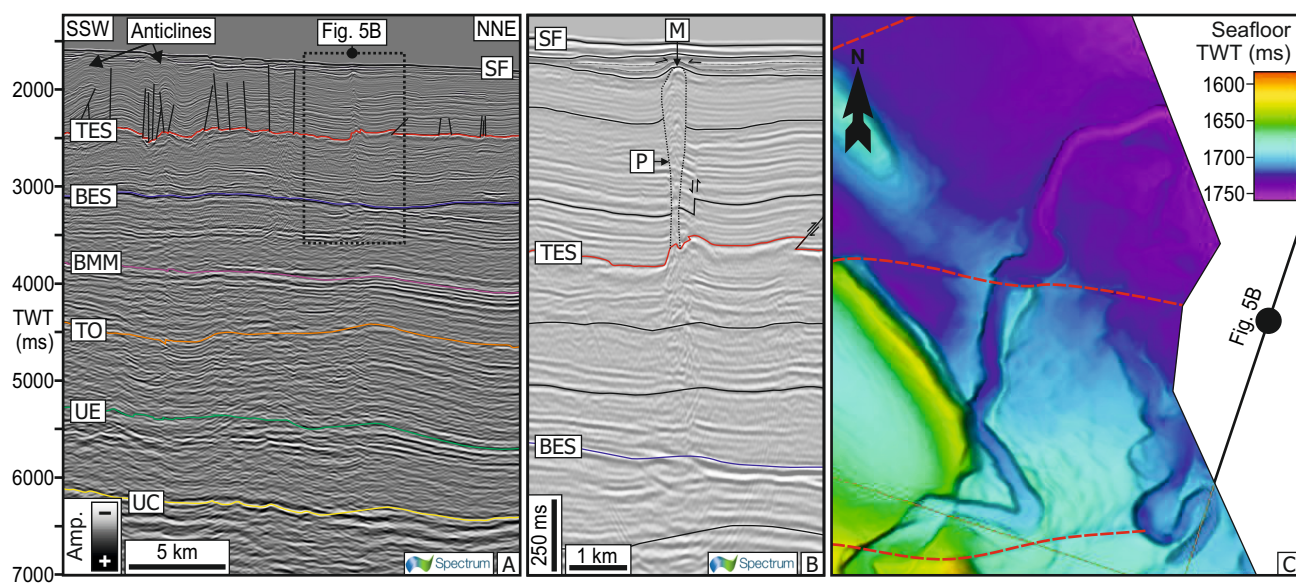 SSW
Anticlines
Fig. 5B
NNE
SF
2000
TES
3000
BES
BMM
4000
TWT
(ms)
TO
5000
UE
6000
UC
Amp.
−
+
5 km
Spectrum
A
7000
SF
M
P
TES
BES
250 ms
1 km
Spectrum
B
Seafloor
TWT
(ms)
1600
1650
1700
1750
N
Fig. 5B
C